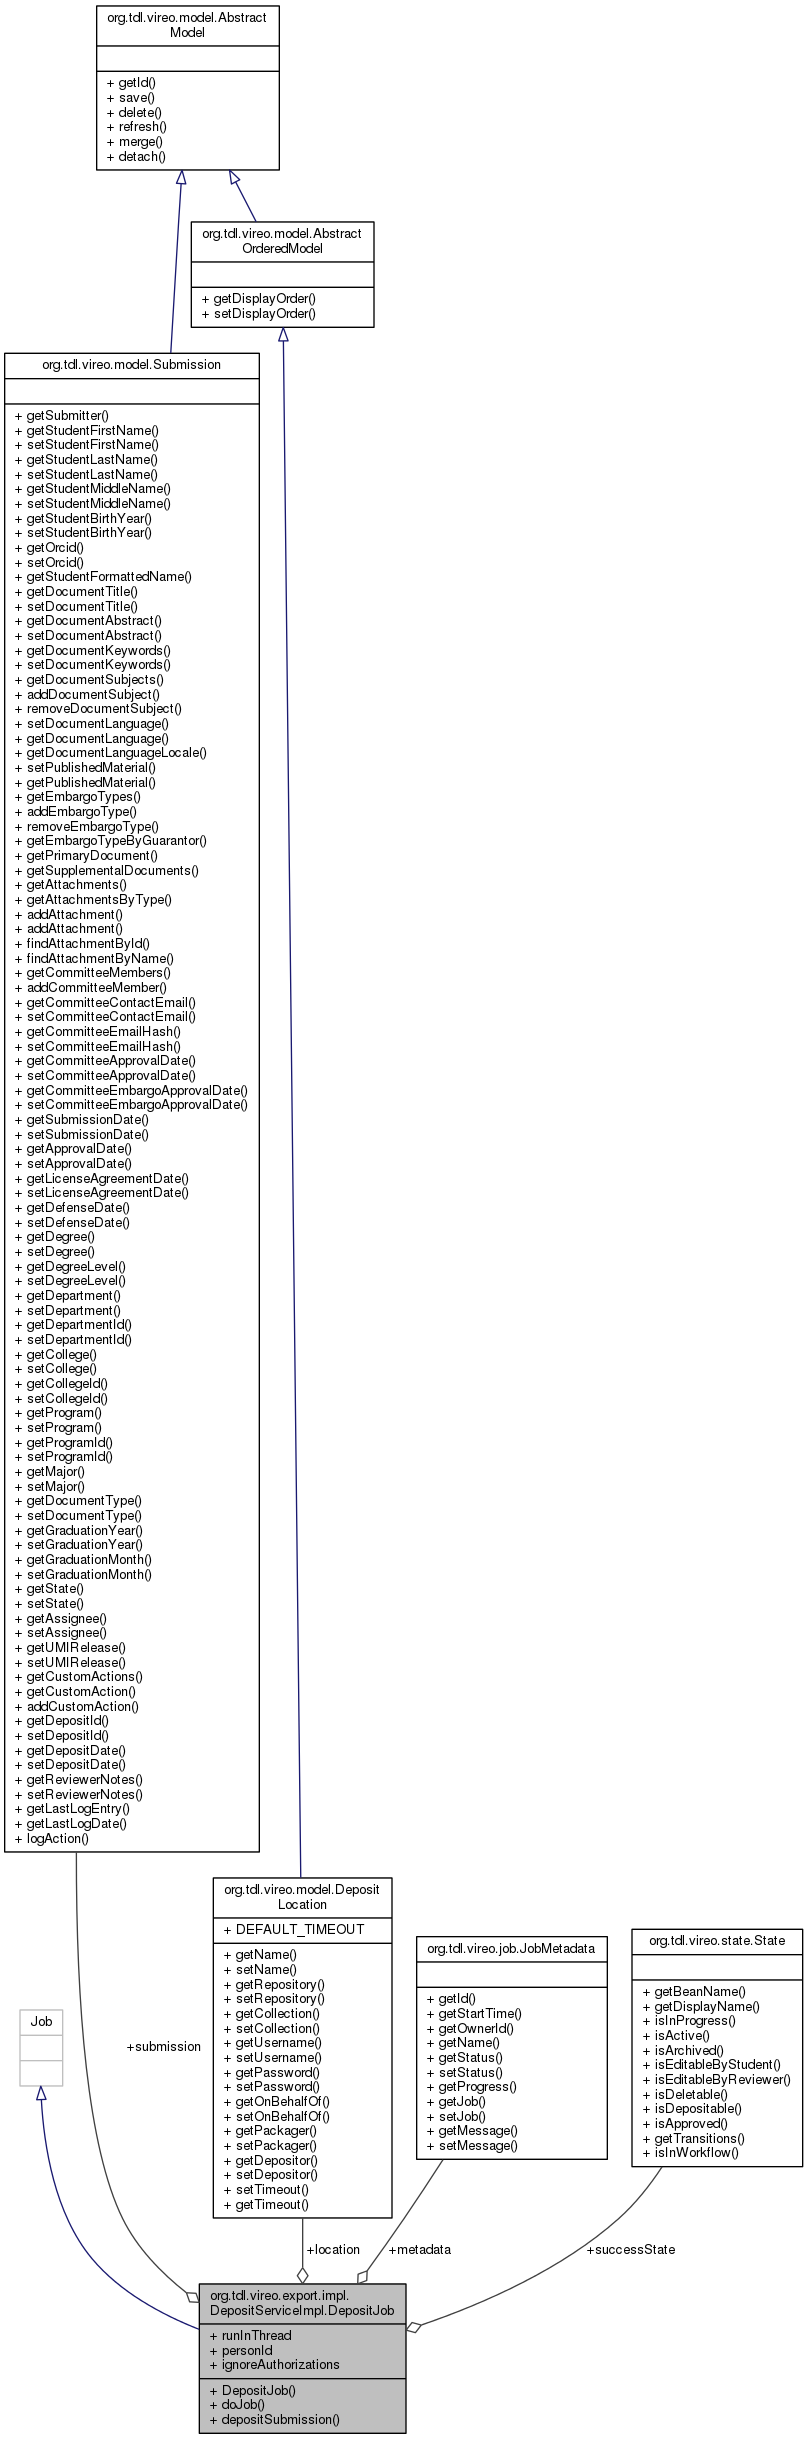 org.tdl.vireo.model.Abstract
Model
+ getId()
+ save()
+ delete()
+ refresh()
+ merge()
+ detach()
org.tdl.vireo.model.Abstract
OrderedModel
+ getDisplayOrder()
+ setDisplayOrder()
org.tdl.vireo.model.Submission
+ getSubmitter()
+ getStudentFirstName()
+ setStudentFirstName()
+ getStudentLastName()
+ setStudentLastName()
+ getStudentMiddleName()
+ setStudentMiddleName()
+ getStudentBirthYear()
+ setStudentBirthYear()
+ getOrcid()
+ setOrcid()
+ getStudentFormattedName()
+ getDocumentTitle()
+ setDocumentTitle()
+ getDocumentAbstract()
+ setDocumentAbstract()
+ getDocumentKeywords()
+ setDocumentKeywords()
+ getDocumentSubjects()
+ addDocumentSubject()
+ removeDocumentSubject()
+ setDocumentLanguage()
+ getDocumentLanguage()
+ getDocumentLanguageLocale()
+ setPublishedMaterial()
+ getPublishedMaterial()
+ getEmbargoTypes()
+ addEmbargoType()
+ removeEmbargoType()
+ getEmbargoTypeByGuarantor()
+ getPrimaryDocument()
+ getSupplementalDocuments()
+ getAttachments()
+ getAttachmentsByType()
+ addAttachment()
+ addAttachment()
+ findAttachmentById()
+ findAttachmentByName()
+ getCommitteeMembers()
+ addCommitteeMember()
+ getCommitteeContactEmail()
+ setCommitteeContactEmail()
+ getCommitteeEmailHash()
+ setCommitteeEmailHash()
+ getCommitteeApprovalDate()
+ setCommitteeApprovalDate()
+ getCommitteeEmbargoApprovalDate()
+ setCommitteeEmbargoApprovalDate()
+ getSubmissionDate()
+ setSubmissionDate()
+ getApprovalDate()
+ setApprovalDate()
+ getLicenseAgreementDate()
+ setLicenseAgreementDate()
+ getDefenseDate()
+ setDefenseDate()
+ getDegree()
+ setDegree()
+ getDegreeLevel()
+ setDegreeLevel()
+ getDepartment()
+ setDepartment()
+ getDepartmentId()
+ setDepartmentId()
+ getCollege()
+ setCollege()
+ getCollegeId()
+ setCollegeId()
+ getProgram()
+ setProgram()
+ getProgramId()
+ setProgramId()
+ getMajor()
+ setMajor()
+ getDocumentType()
+ setDocumentType()
+ getGraduationYear()
+ setGraduationYear()
+ getGraduationMonth()
+ setGraduationMonth()
+ getState()
+ setState()
+ getAssignee()
+ setAssignee()
+ getUMIRelease()
+ setUMIRelease()
+ getCustomActions()
+ getCustomAction()
+ addCustomAction()
+ getDepositId()
+ setDepositId()
+ getDepositDate()
+ setDepositDate()
+ getReviewerNotes()
+ setReviewerNotes()
+ getLastLogEntry()
+ getLastLogDate()
+ logAction()
org.tdl.vireo.model.Deposit
Location
+ DEFAULT_TIMEOUT
+ getName()
+ setName()
+ getRepository()
+ setRepository()
+ getCollection()
+ setCollection()
+ getUsername()
+ setUsername()
+ getPassword()
+ setPassword()
+ getOnBehalfOf()
+ setOnBehalfOf()
+ getPackager()
+ setPackager()
+ getDepositor()
+ setDepositor()
+ setTimeout()
+ getTimeout()
org.tdl.vireo.job.JobMetadata
+ getId()
+ getStartTime()
+ getOwnerId()
+ getName()
+ getStatus()
+ setStatus()
+ getProgress()
+ getJob()
+ setJob()
+ getMessage()
+ setMessage()
org.tdl.vireo.state.State
+ getBeanName()
+ getDisplayName()
+ isInProgress()
+ isActive()
+ isArchived()
+ isEditableByStudent()
+ isEditableByReviewer()
+ isDeletable()
+ isDepositable()
+ isApproved()
+ getTransitions()
+ isInWorkflow()
Job
+submission
+location
+metadata
+successState
org.tdl.vireo.export.impl.
DepositServiceImpl.DepositJob
+ runInThread
+ personId
+ ignoreAuthorizations
+ DepositJob()
+ doJob()
+ depositSubmission()